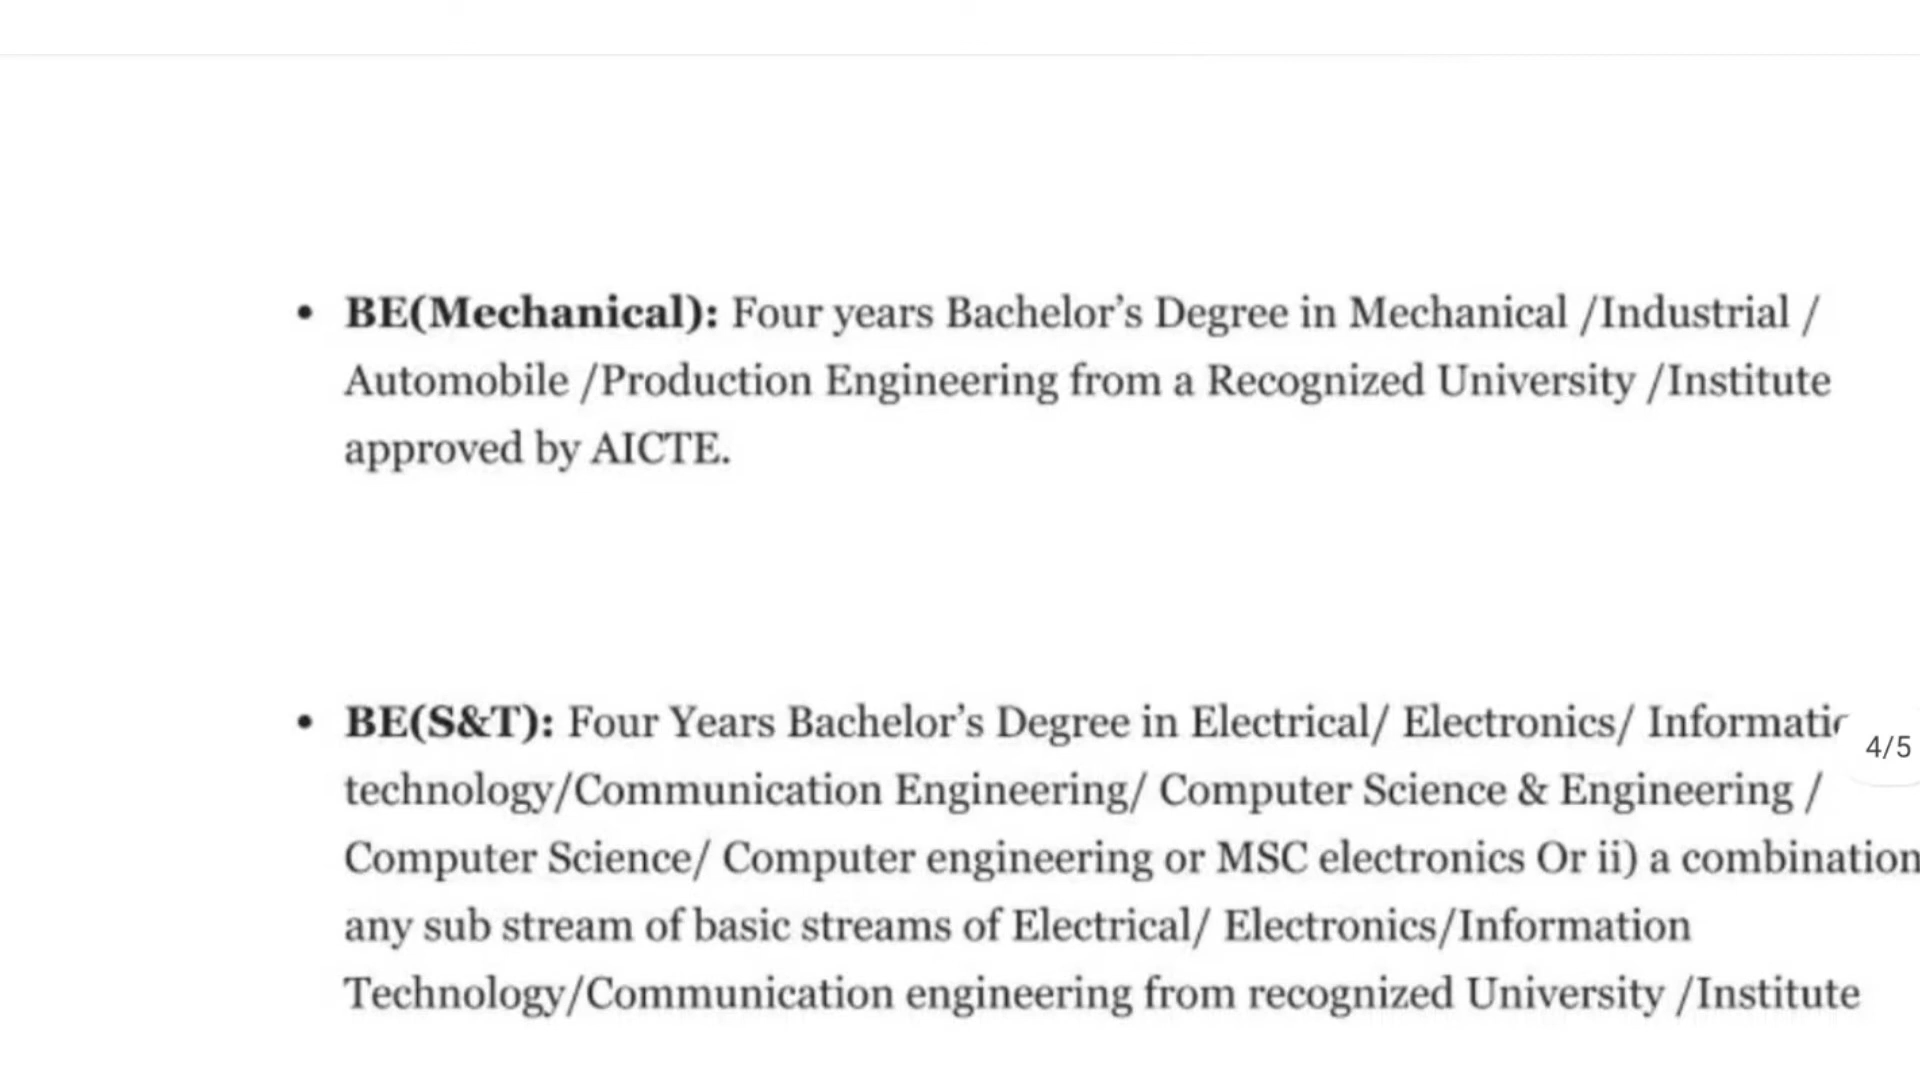 • BE(Mechanical): Four years Bachelor’s Degree in Mechanical /Industrial /
Automobile /Production Engineering from a Recognized University /Institute
approved by AICTE.
• BE(S&T): Four Years Bachelor’s Degree in Electrical/ Electronics/ Informatio
4/5
technology/Communication Engineering/ Computer Science & Engineering /
Computer Science/ Computer engineering or MSC electronics Or ii) a combination
any sub stream of basic streams of Electrical/ Electronics/Information
Technology/Communication engineering from recognized University /Institute